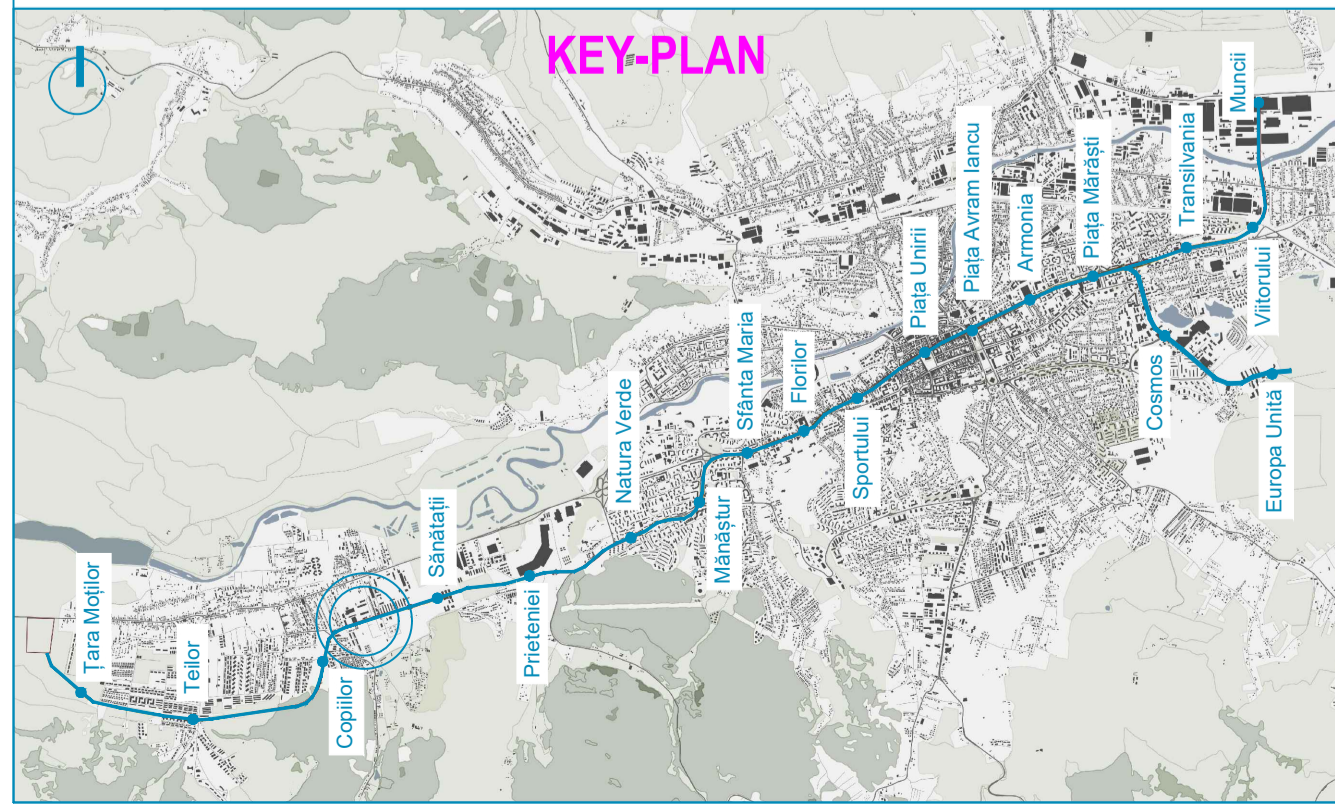 KEY-PLAN
Țara Moților
Teilor
Copiilor
Sănătații
Prieteniei
Natura Verde
Mănăștur
Sfânta Maria
Florilor
Sportului
Piața Unirii
Piața Avram Iancu
Armonia
Piața Mărăști
Transilvania
Viitorului
Muncii
Cosmos
Europa Unită